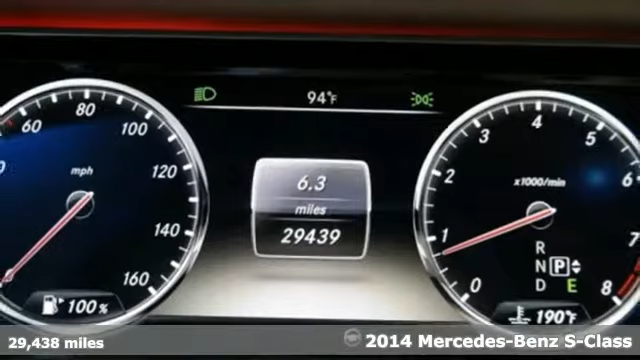 94°F
60 80 100 120 140 160
mph
6.3
miles
29439
0 1 2 3 4 5 6 7 8
x1000/min
R
N P
D E
100 %
190°F
29,438 miles
2014 Mercedes-Benz S-Class